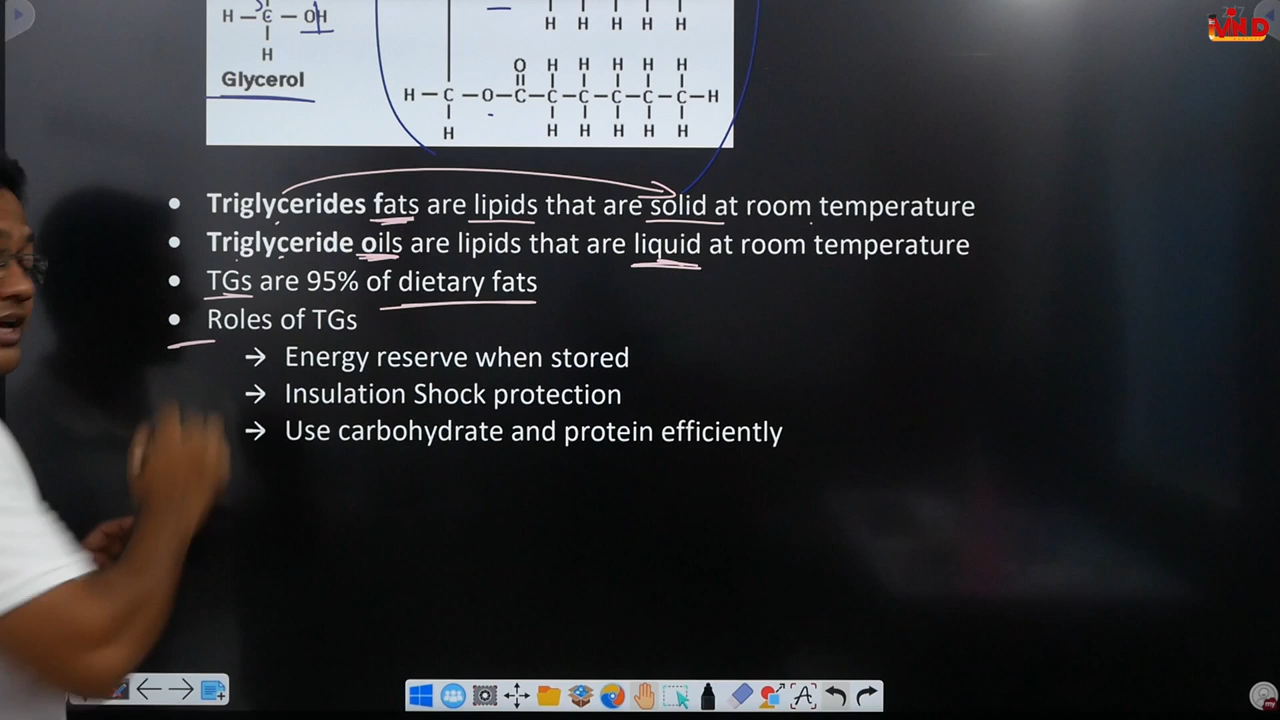 H — C — OH
H
Glycerol
H H H H H
O H H H H H
H — C — O — C — C — C — C — C — C — H
H H H H H H
• Triglycerides fats are lipids that are solid at room temperature
• Triglyceride oils are lipids that are liquid at room temperature
• TGs are 95% of dietary fats
• Roles of TGs
→ Energy reserve when stored
→ Insulation Shock protection
→ Use carbohydrate and protein efficiently